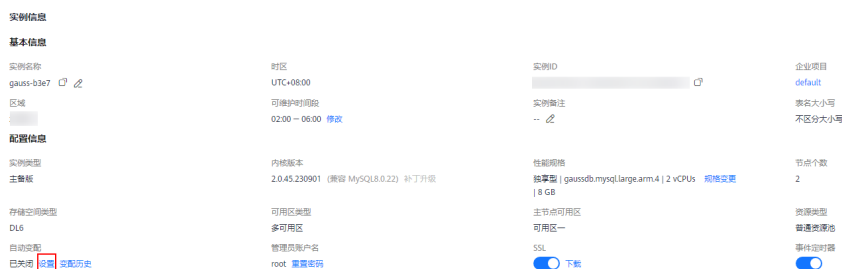 实例信息
基本信息
实例名称 时区 实例ID 企业项目
gauss-b3e7 UTC+08:00 default
区域 可维护时间段 实例备注 表名大小写
02:00 — 06:00 修改 -- 不区分大小写
配置信息
实例类型 内核版本 性能规格 节点个数
主备版 2.0.45.230901 (兼容 MySQL8.0.22) 补丁升级 独享型 | gaussdb.mysql.large.arm.4 | 2 vCPUs 规格变更 2
| 8 GB
存储空间类型 可用区类型 主节点可用区 资源类型
DL6 多可用区 可用区一 普通资源池
自动变配 管理员账户名 SSL 事件定时器
已关闭 设置 变配历史 root 重置密码 下载